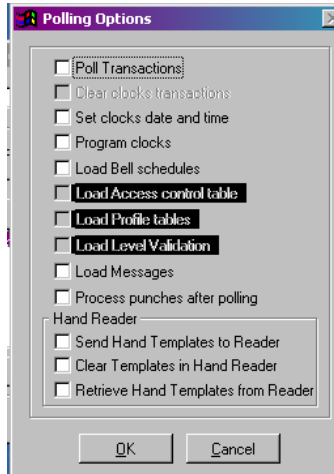 Polling Options
Poll Transactions
Clear clocks transactions
Set clocks date and time
Program clocks
Load Bell schedules
Load Access control table
Load Profile tables
Load Level Validation
Load Messages
Process punches after polling
Hand Reader
Send Hand Templates to Reader
Clear Templates in Hand Reader
Retrieve Hand Templates from Reader
OK
Cancel